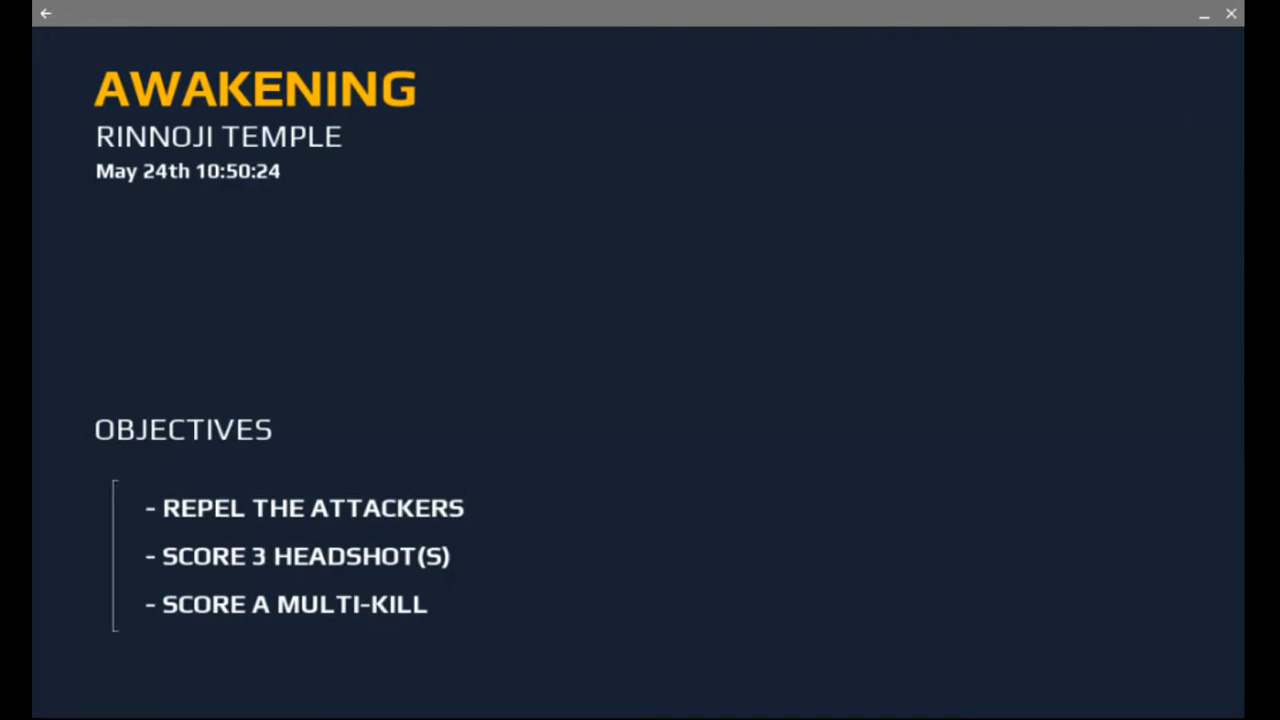 AWAKENING
RINNOJI TEMPLE
May 24th 10:50:24
OBJECTIVES
- REPEL THE ATTACKERS
- SCORE 3 HEADSHOT(S)
- SCORE A MULTI-KILL